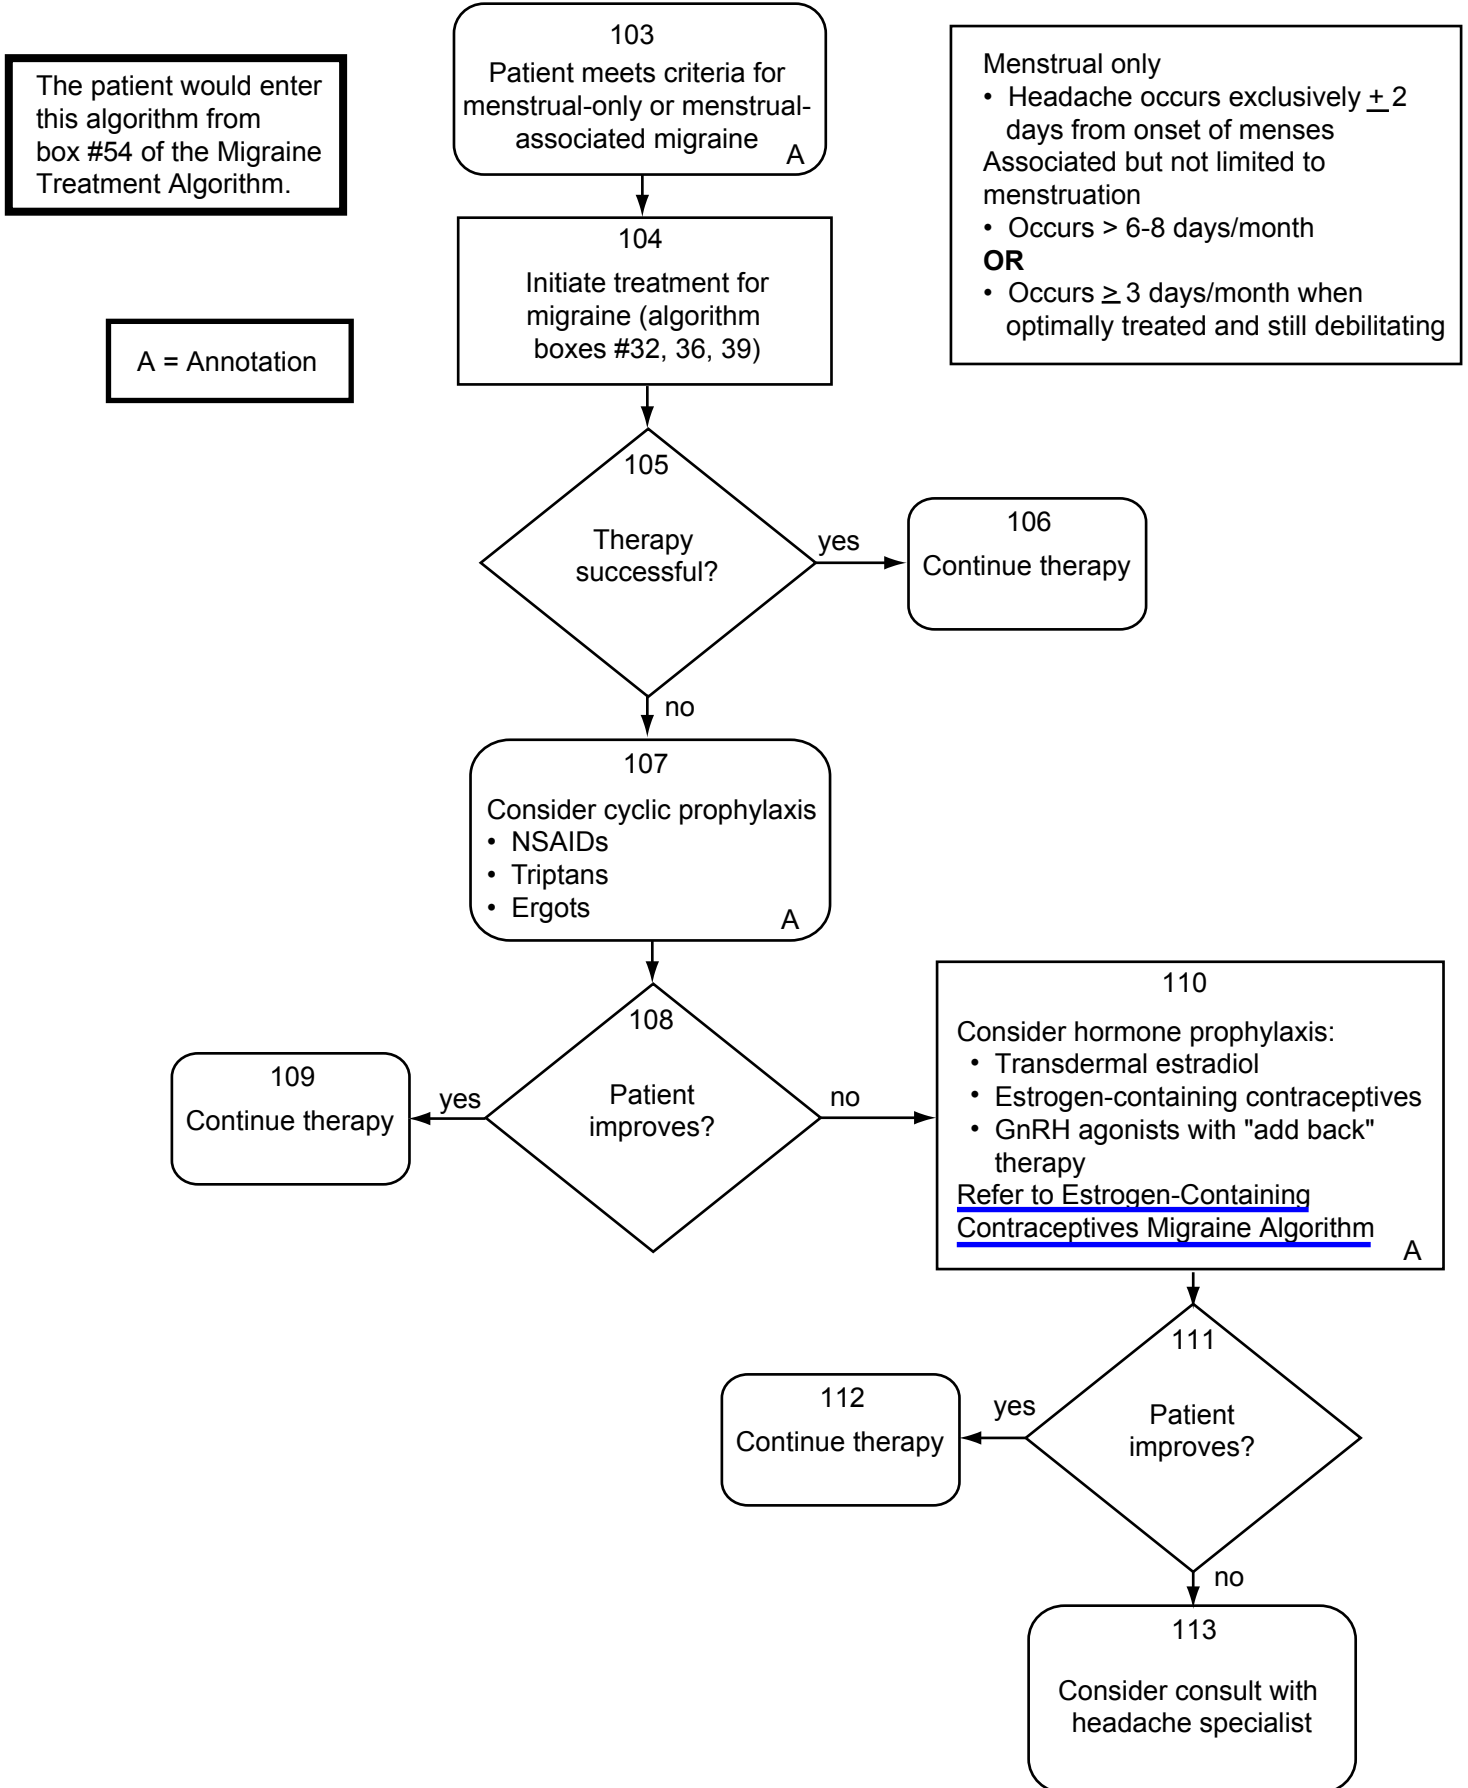 The patient would enter
this algorithm from
box #54 of the Migraine
Treatment Algorithm.
A = Annotation
103
Patient meets criteria for
menstrual-only or menstrual-
associated migraine
A
Menstrual only
• Headache occurs exclusively ± 2
days from onset of menses
Associated but not limited to
menstruation
• Occurs > 6-8 days/month
OR
• Occurs ≥ 3 days/month when
optimally treated and still debilitating
104
Initiate treatment for
migraine (algorithm
boxes #32, 36, 39)
105
Therapy
successful?
yes
106
Continue therapy
no
107
Consider cyclic prophylaxis
• NSAIDs
• Triptans
• Ergots
A
108
Patient
improves?
yes
109
Continue therapy
no
110
Consider hormone prophylaxis:
• Transdermal estradiol
• Estrogen-containing contraceptives
• GnRH agonists with "add back"
therapy
Refer to Estrogen-Containing
Contraceptives Migraine Algorithm
A
111
Patient
improves?
yes
112
Continue therapy
no
113
Consider consult with
headache specialist